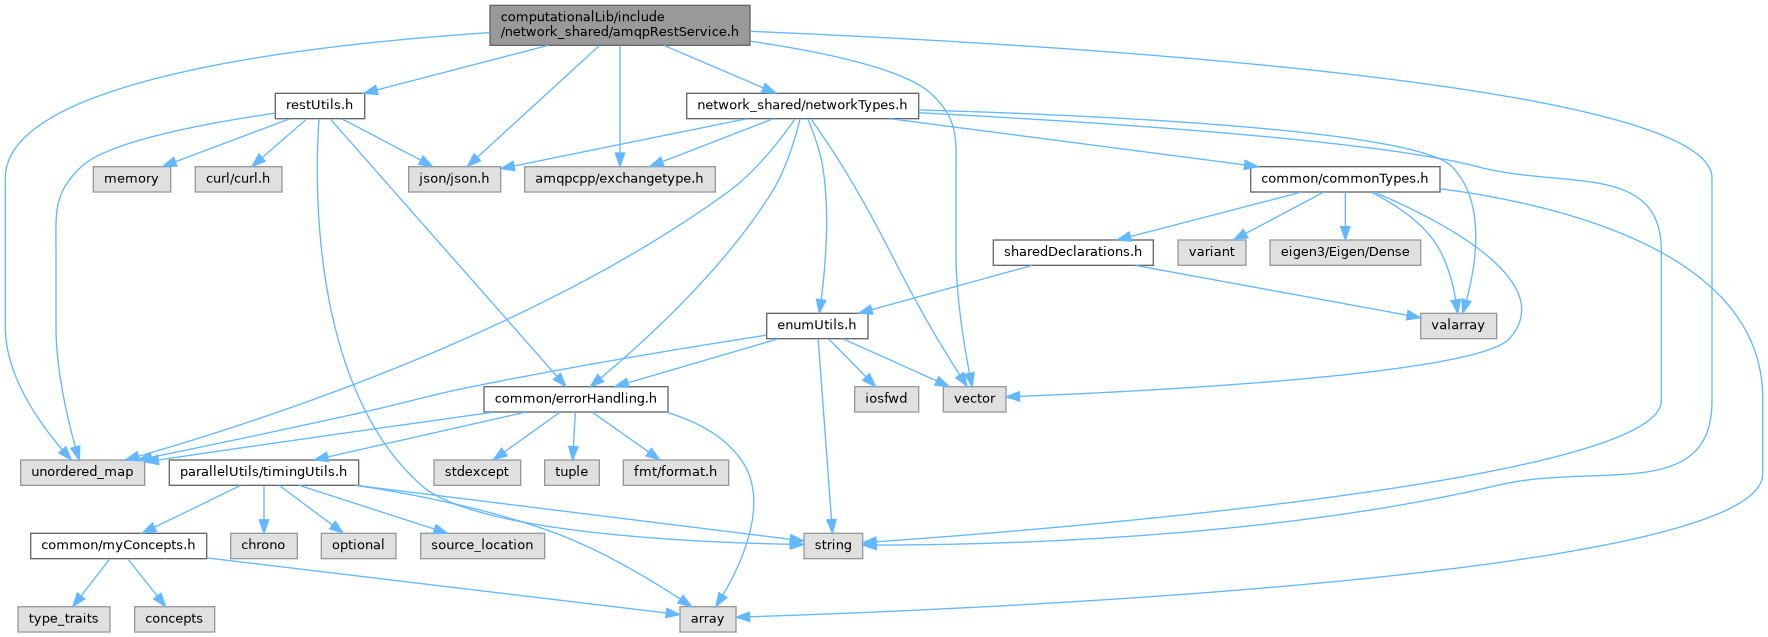 computationalLib/include
/network_shared/amqpRestService.h
restUtils.h
network_shared/networkTypes.h
memory
curl/curl.h
json/json.h
amqpcpp/exchangetype.h
common/commonTypes.h
sharedDeclarations.h
variant
eigen3/Eigen/Dense
enumUtils.h
valarray
common/errorHandling.h
iosfwd
vector
unordered_map
parallelUtils/timingUtils.h
stdexcept
tuple
fmt/format.h
common/myConcepts.h
chrono
optional
source_location
string
type_traits
concepts
array